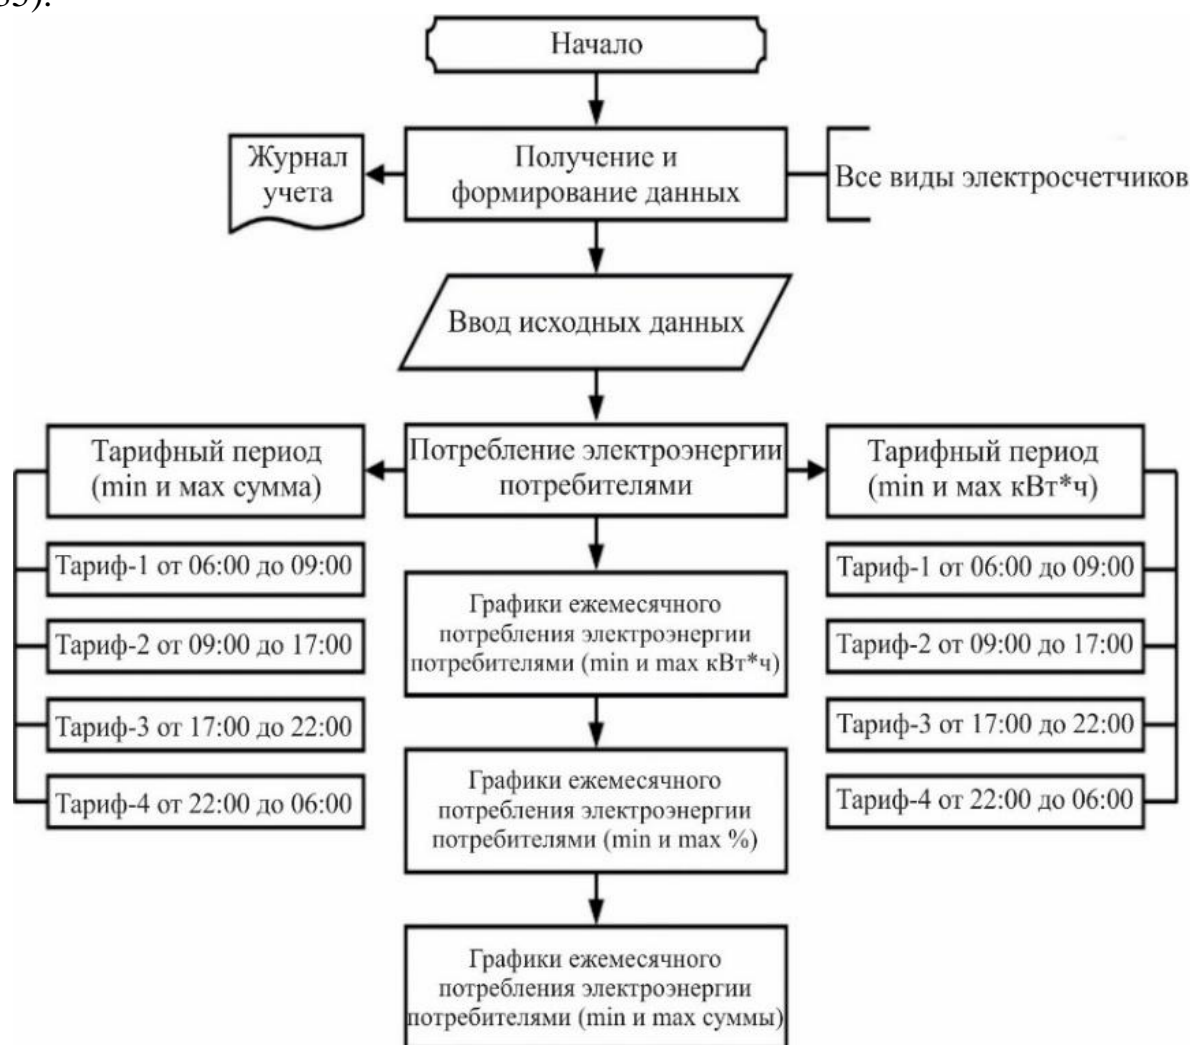 85).
Начало
Журнал
учета
Получение и
формирование данных
Все виды электросчетчиков
Ввод исходных данных
Тарифный период
(min и мах сумма)
Потребление электроэнергии
потребителями
Тарифный период
(min и мах кВт*ч)
Тариф-1 от 06:00 до 09:00
Тариф-2 от 09:00 до 17:00
Тариф-3 от 17:00 до 22:00
Тариф-4 от 22:00 до 06:00
Графики ежемесячного
потребления электроэнергии
потребителями (min и max кВт*ч)
Графики ежемесячного
потребления электроэнергии
потребителями (min и max %)
Графики ежемесячного
потребления электроэнергии
потребителями (min и max суммы)
Тариф-1 от 06:00 до 09:00
Тариф-2 от 09:00 до 17:00
Тариф-3 от 17:00 до 22:00
Тариф-4 от 22:00 до 06:00